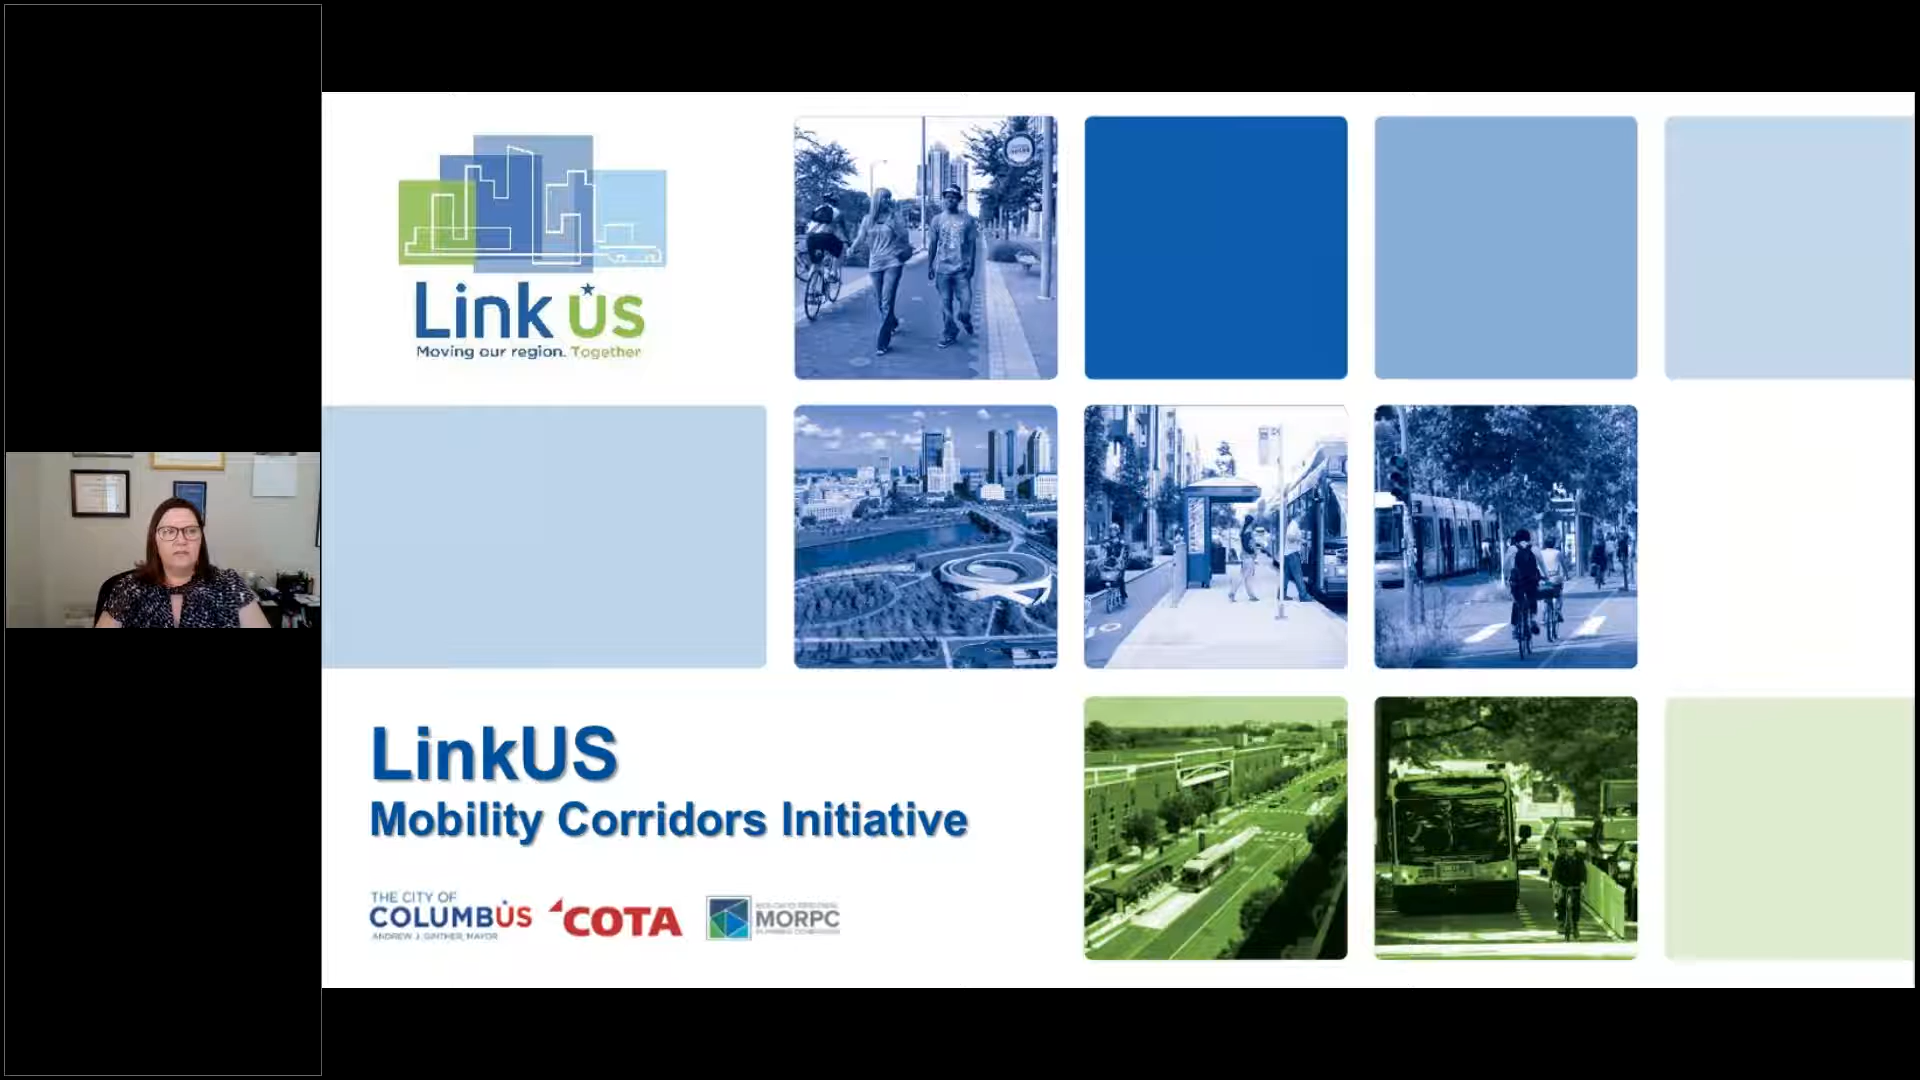 Link US
Moving our region. Together
LinkUS
Mobility Corridors Initiative
THE CITY OF
COLUMBUS
ANDREW J. GINTHER, MAYOR
COTA
MORPC